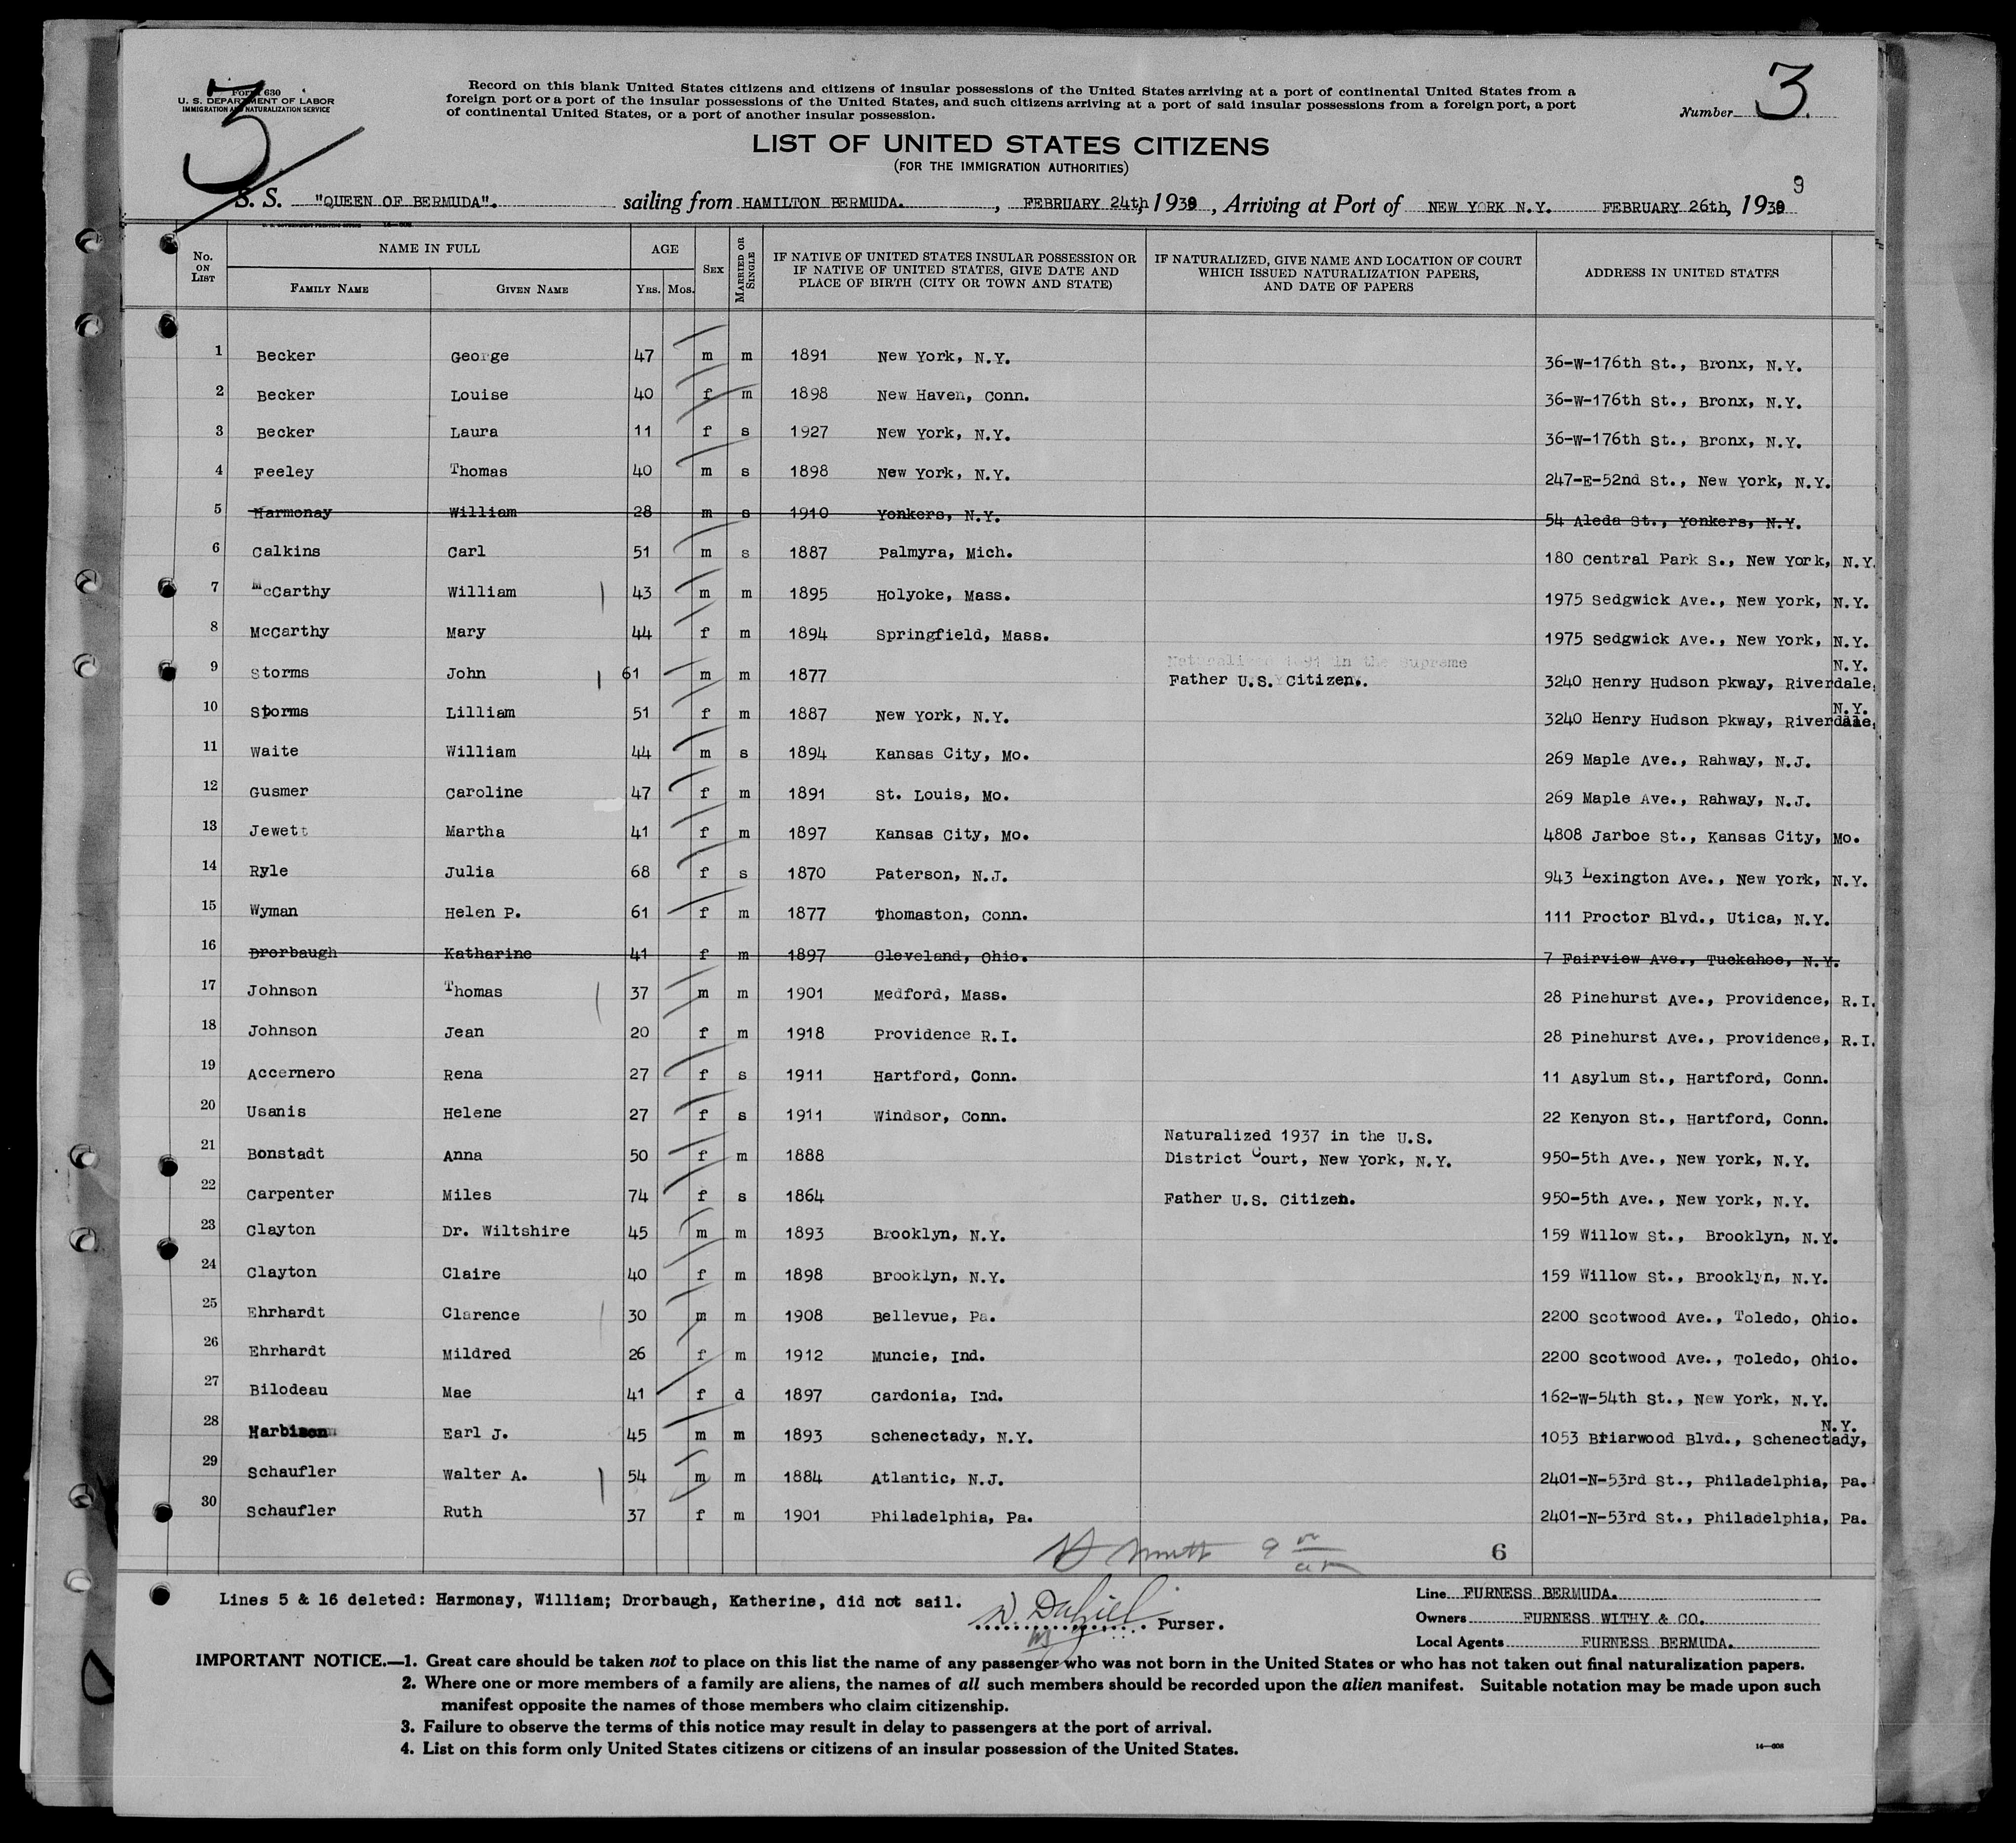 3
Form 630
U. S. DEPARTMENT OF LABOR
IMMIGRATION AND NATURALIZATION SERVICE
Record on this blank United States citizens and citizens of insular possessions of the United States arriving at a port of continental United States from a
foreign port or a port of the insular possessions of the United States, and such citizens arriving at a port of said insular possessions from a foreign port, a port
of continental United States, or a port of another insular possession.
Number 3.
LIST OF UNITED STATES CITIZENS
(FOR THE IMMIGRATION AUTHORITIES)
S. S. "QUEEN OF BERMUDA". sailing from HAMILTON BERMUDA. , FEBRUARY 24th, 1939 , Arriving at Port of NEW YORK N.Y. FEBRUARY 26th, 1939 9
No. ON LIST NAME IN FULL FAMILY NAME GIVEN NAME AGE YRS. MOS. SEX MARRIED OR SINGLE IF NATIVE OF UNITED STATES INSULAR POSSESSION OR IF NATIVE OF UNITED STATES, GIVE DATE AND PLACE OF BIRTH (CITY OR TOWN AND STATE) IF NATURALIZED, GIVE NAME AND LOCATION OF COURT WHICH ISSUED NATURALIZATION PAPERS, AND DATE OF PAPERS ADDRESS IN UNITED STATES
1 Becker George 47 m m 1891 New York, N.Y. 36-W-176th St., Bronx, N.Y.
2 Becker Louise 40 f m 1898 New Haven, Conn. 36-W-176th St., Bronx, N.Y.
3 Becker Laura 11 f s 1927 New York, N.Y. 36-W-176th St., Bronx, N.Y.
4 Feeley Thomas 40 m s 1898 New York, N.Y. 247-E-52nd St., New York, N.Y.
5 Harmonay William 28 m s 1910 Yonkers, N.Y. 54 Aleda St., Yonkers, N.Y.
6 Calkins Carl 51 m s 1887 Palmyra, Mich. 180 Central Park S., New York, N.Y.
7 McCarthy William 43 m m 1895 Holyoke, Mass. 1975 Sedgwick Ave., New York, N.Y.
8 McCarthy Mary 44 f m 1894 Springfield, Mass. 1975 Sedgwick Ave., New York, N.Y.
9 Storms John 61 m m 1877 Naturalized 1891 in the Supreme Father U.S. Citizen. 3240 Henry Hudson Pkway, Riverdale, N.Y.
10 Storms Lilliam 51 f m 1887 New York, N.Y. 3240 Henry Hudson Pkway, Riverdale, N.Y.
11 Waite William 44 m s 1894 Kansas City, Mo. 269 Maple Ave., Rahway, N.J.
12 Gusmer Caroline 47 f m 1891 St. Louis, Mo. 269 Maple Ave., Rahway, N.J.
13 Jewett Martha 41 f m 1897 Kansas City, Mo. 4808 Jarboe St., Kansas City, Mo.
14 Ryle Julia 68 f s 1870 Paterson, N.J. 943 Lexington Ave., New York, N.Y.
15 Wyman Helen P. 61 f m 1877 Thomaston, Conn. 111 Proctor Blvd., Utica, N.Y.
16 Drorbaugh Katharine 41 f m 1897 Cleveland, Ohio. 7 Fairview Ave., Tuckahoe, N.Y.
17 Johnson Thomas 37 m m 1901 Medford, Mass. 28 Pinehurst Ave., Providence, R.I.
18 Johnson Jean 20 f m 1918 Providence R.I. 28 Pinehurst Ave., Providence, R.I.
19 Accernero Rena 27 f s 1911 Hartford, Conn. 11 Asylum St., Hartford, Conn.
20 Usanis Helene 27 f s 1911 Windsor, Conn. 22 Kenyon St., Hartford, Conn.
21 Bonstadt Anna 50 f m 1888 Naturalized 1937 in the U.S. District Court, New York, N.Y. 950-5th Ave., New York, N.Y.
22 Carpenter Miles 74 f s 1864 Father U.S. Citizen. 950-5th Ave., New York, N.Y.
23 Clayton Dr. Wiltshire 45 m m 1893 Brooklyn, N.Y. 159 Willow St., Brooklyn, N.Y.
24 Clayton Claire 40 f m 1898 Brooklyn, N.Y. 159 Willow St., Brooklyn, N.Y.
25 Ehrhardt Clarence 30 m m 1908 Bellevue, Pa. 2200 Scotwood Ave., Toledo, Ohio.
26 Ehrhardt Mildred 26 f m 1912 Muncie, Ind. 2200 Scotwood Ave., Toledo, Ohio.
27 Bilodeau Mae 41 f d 1897 Cardonia, Ind. 162-W-54th St., New York, N.Y.
28 Harbison Earl J. 45 m m 1893 Schenectady, N.Y. 1053 Briarwood Blvd., Schenectady, N.Y.
29 Schaufler Walter A. 54 m m 1884 Atlantic, N.J. 2401-N-53rd St., Philadelphia, Pa.
30 Schaufler Ruth 37 f m 1901 Philadelphia, Pa. 2401-N-53rd St., Philadelphia, Pa.
6
Lines 5 & 16 deleted: Harmonay, William; Drorbaugh, Katherine, did not sail.
Purser.
Line FURNESS BERMUDA.
Owners FURNESS WITHY & CO.
Local Agents FURNESS BERMUDA.
IMPORTANT NOTICE.—1. Great care should be taken not to place on this list the name of any passenger who was not born in the United States or who has not taken out final naturalization papers.
2. Where one or more members of a family are aliens, the names of all such members should be recorded upon the alien manifest. Suitable notation may be made upon such
manifest opposite the names of those members who claim citizenship.
3. Failure to observe the terms of this notice may result in delay to passengers at the port of arrival.
4. List on this form only United States citizens or citizens of an insular possession of the United States.
14—608